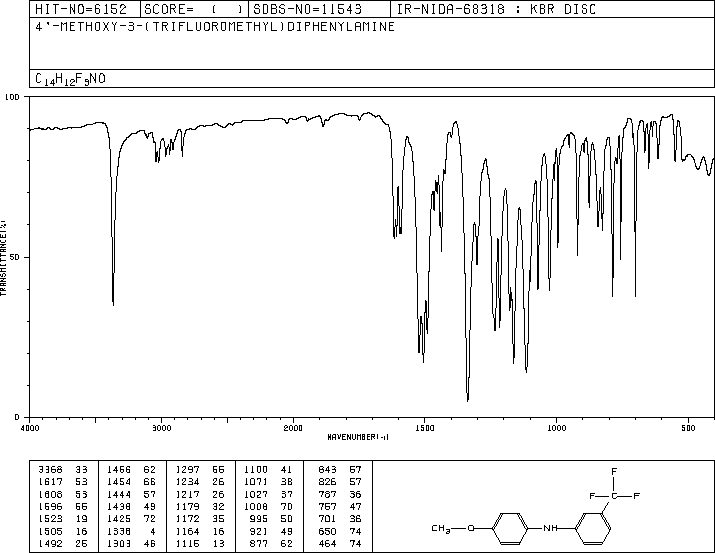 HIT-NO=6152 SCORE= ( ) SDBS-NO=11543 IR-NIDA-68318 : KBR DISC
4'-METHOXY-3-(TRIFLUOROMETHYL)DIPHENYLAMINE
C14H12F3NO
100
50
0
TRANSMITTANCE(%)
4000 3000 2000 1500 1000 500
WAVENUMBER(-1)
3368 33 1466 62 1297 55 1100 41 843 57
1617 53 1454 66 1234 26 1071 38 826 57
1608 53 1444 57 1217 26 1027 37 787 36
1596 55 1438 49 1179 32 1008 70 757 47
1523 19 1425 72 1172 35 995 50 701 36
1505 16 1338 4 1164 16 921 49 650 74
1492 25 1303 46 1115 13 877 62 464 74
F
F F
CH3 O NH